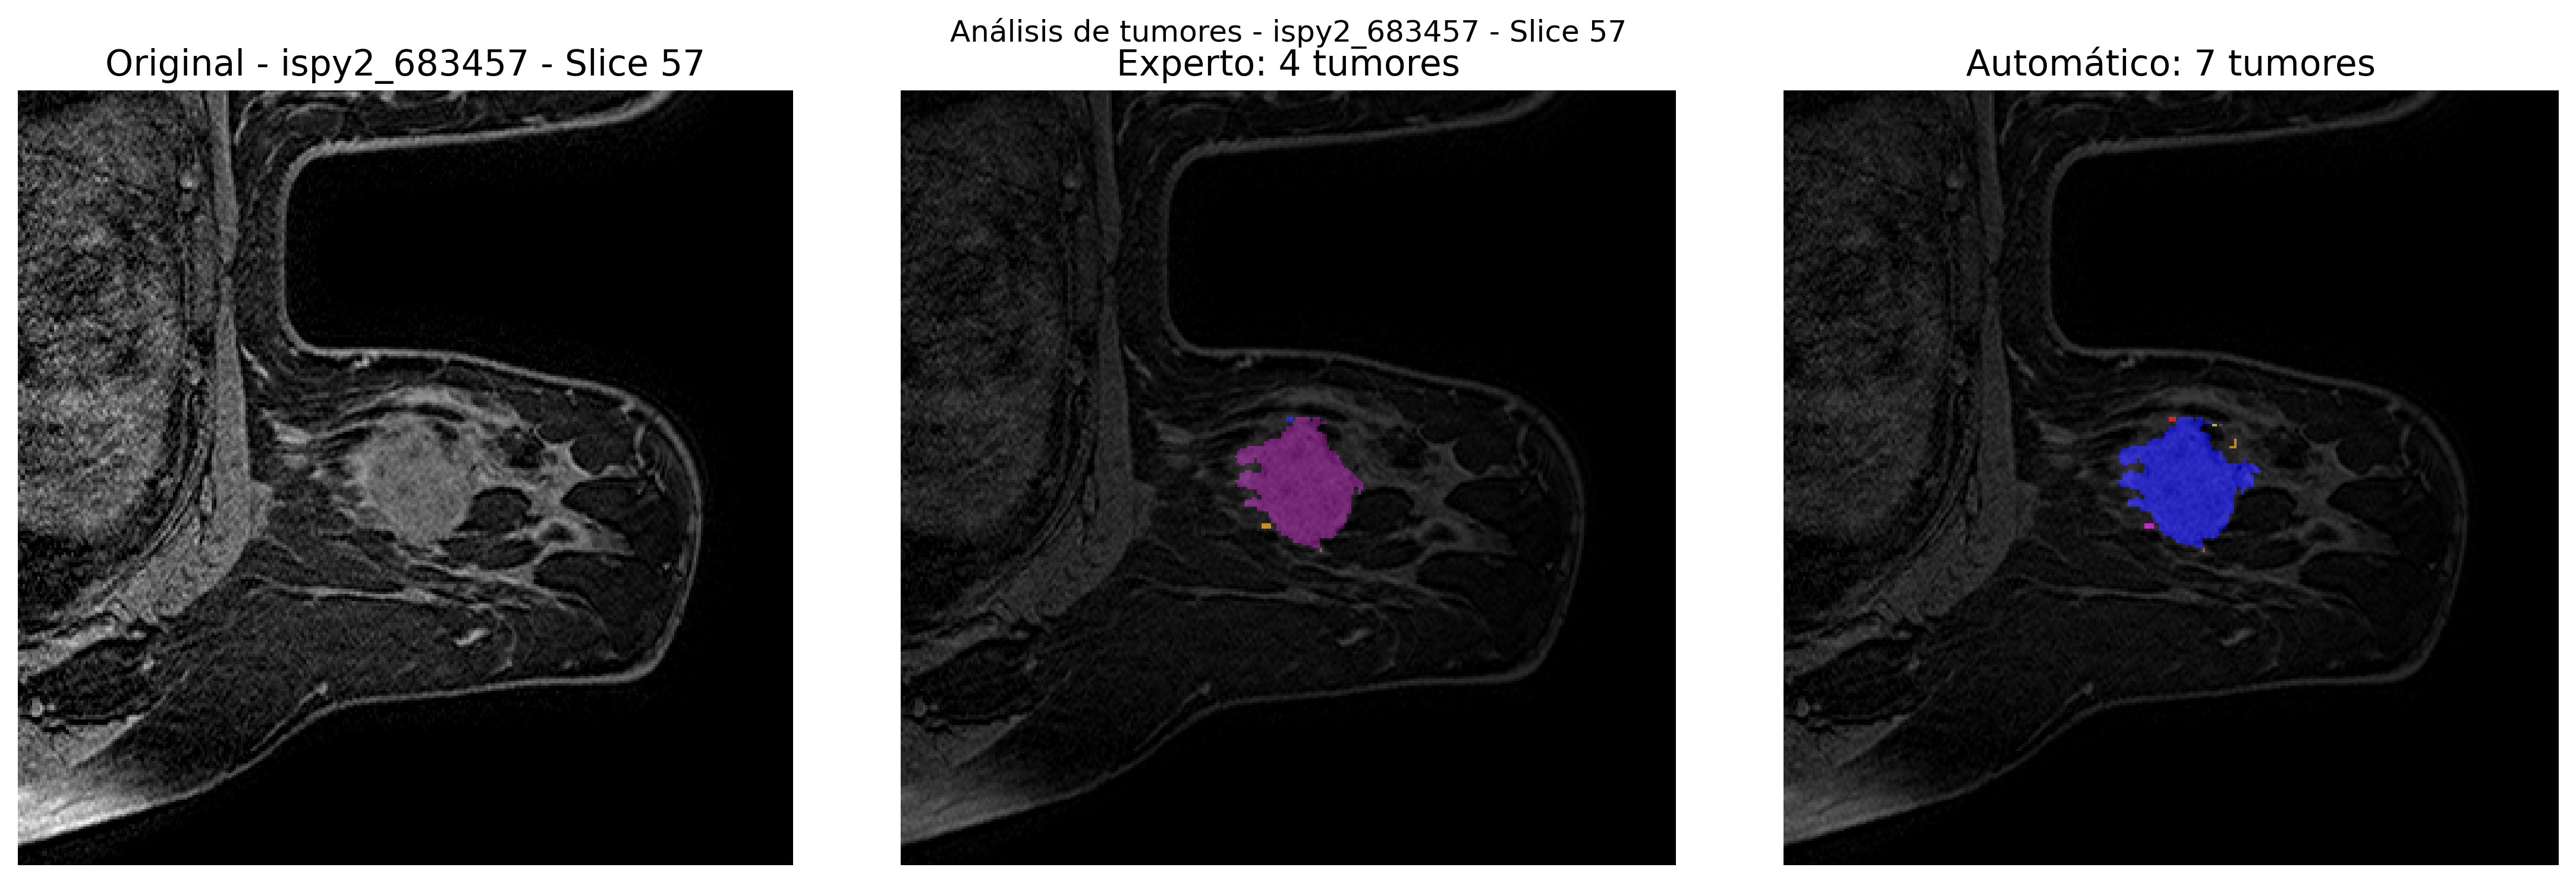 Análisis de tumores - ispy2_683457 - Slice 57
Original - ispy2_683457 - Slice 57
Experto: 4 tumores
Automático: 7 tumores